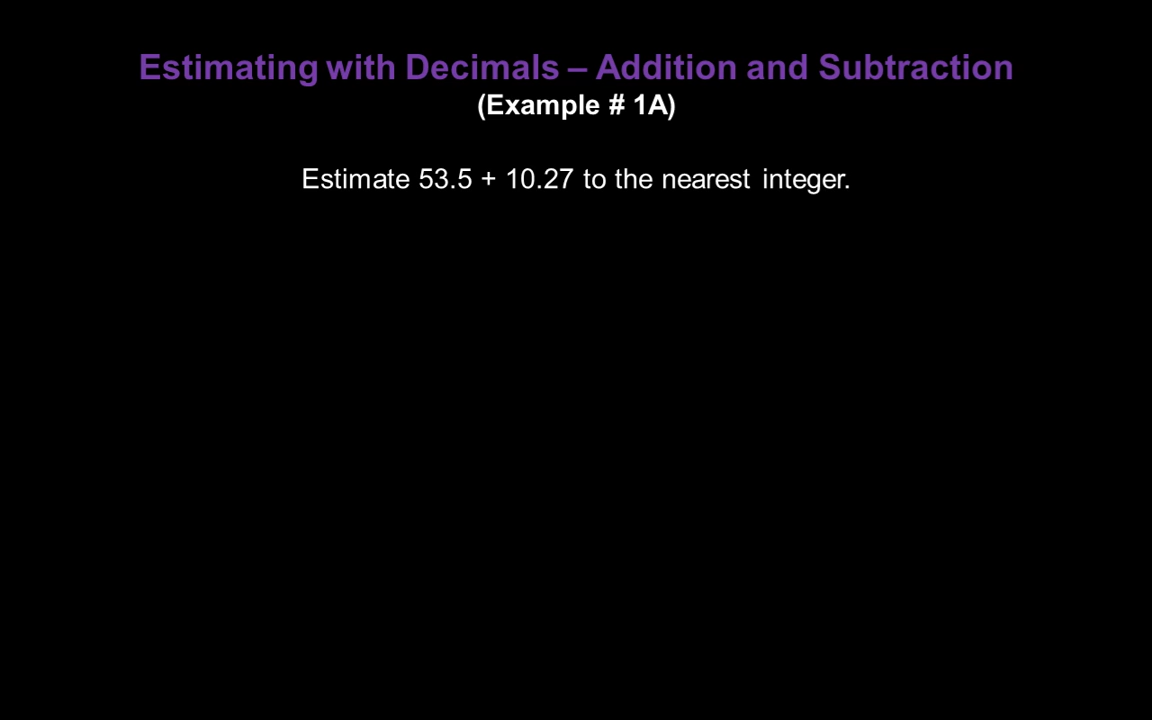 Estimating with Decimals – Addition and Subtraction
(Example # 1A)
Estimate 53.5 + 10.27 to the nearest integer.